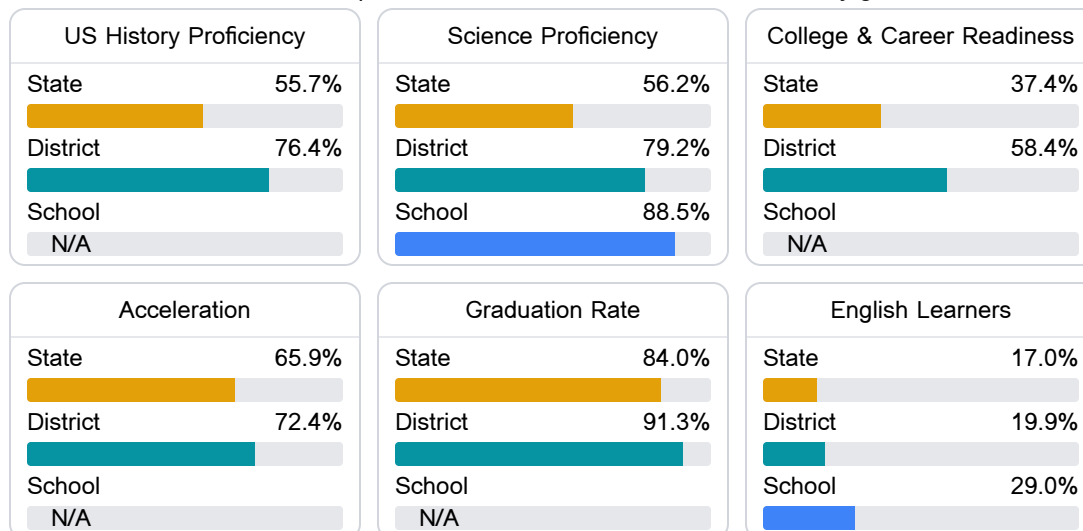 US History Proficiency
State 55.7%
District 76.4%
School
N/A
Science Proficiency
State 56.2%
District 79.2%
School 88.5%
College & Career Readiness
State 37.4%
District 58.4%
School
N/A
Acceleration
State 65.9%
District 72.4%
School
N/A
Graduation Rate
State 84.0%
District 91.3%
School
N/A
English Learners
State 17.0%
District 19.9%
School 29.0%